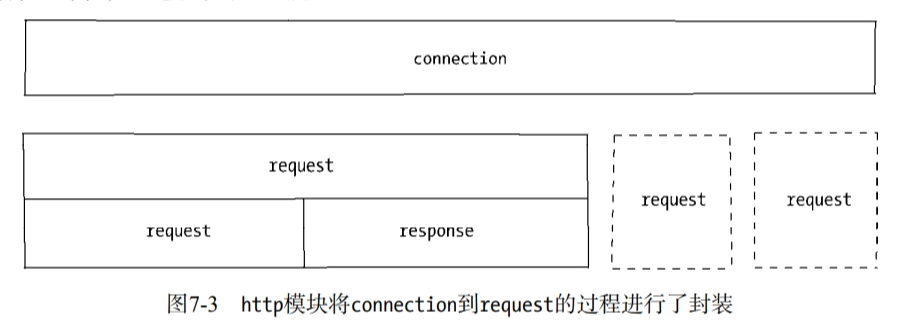 connection
request
request
request
request
response
图7-3 http模块将connection到request的过程进行了封装